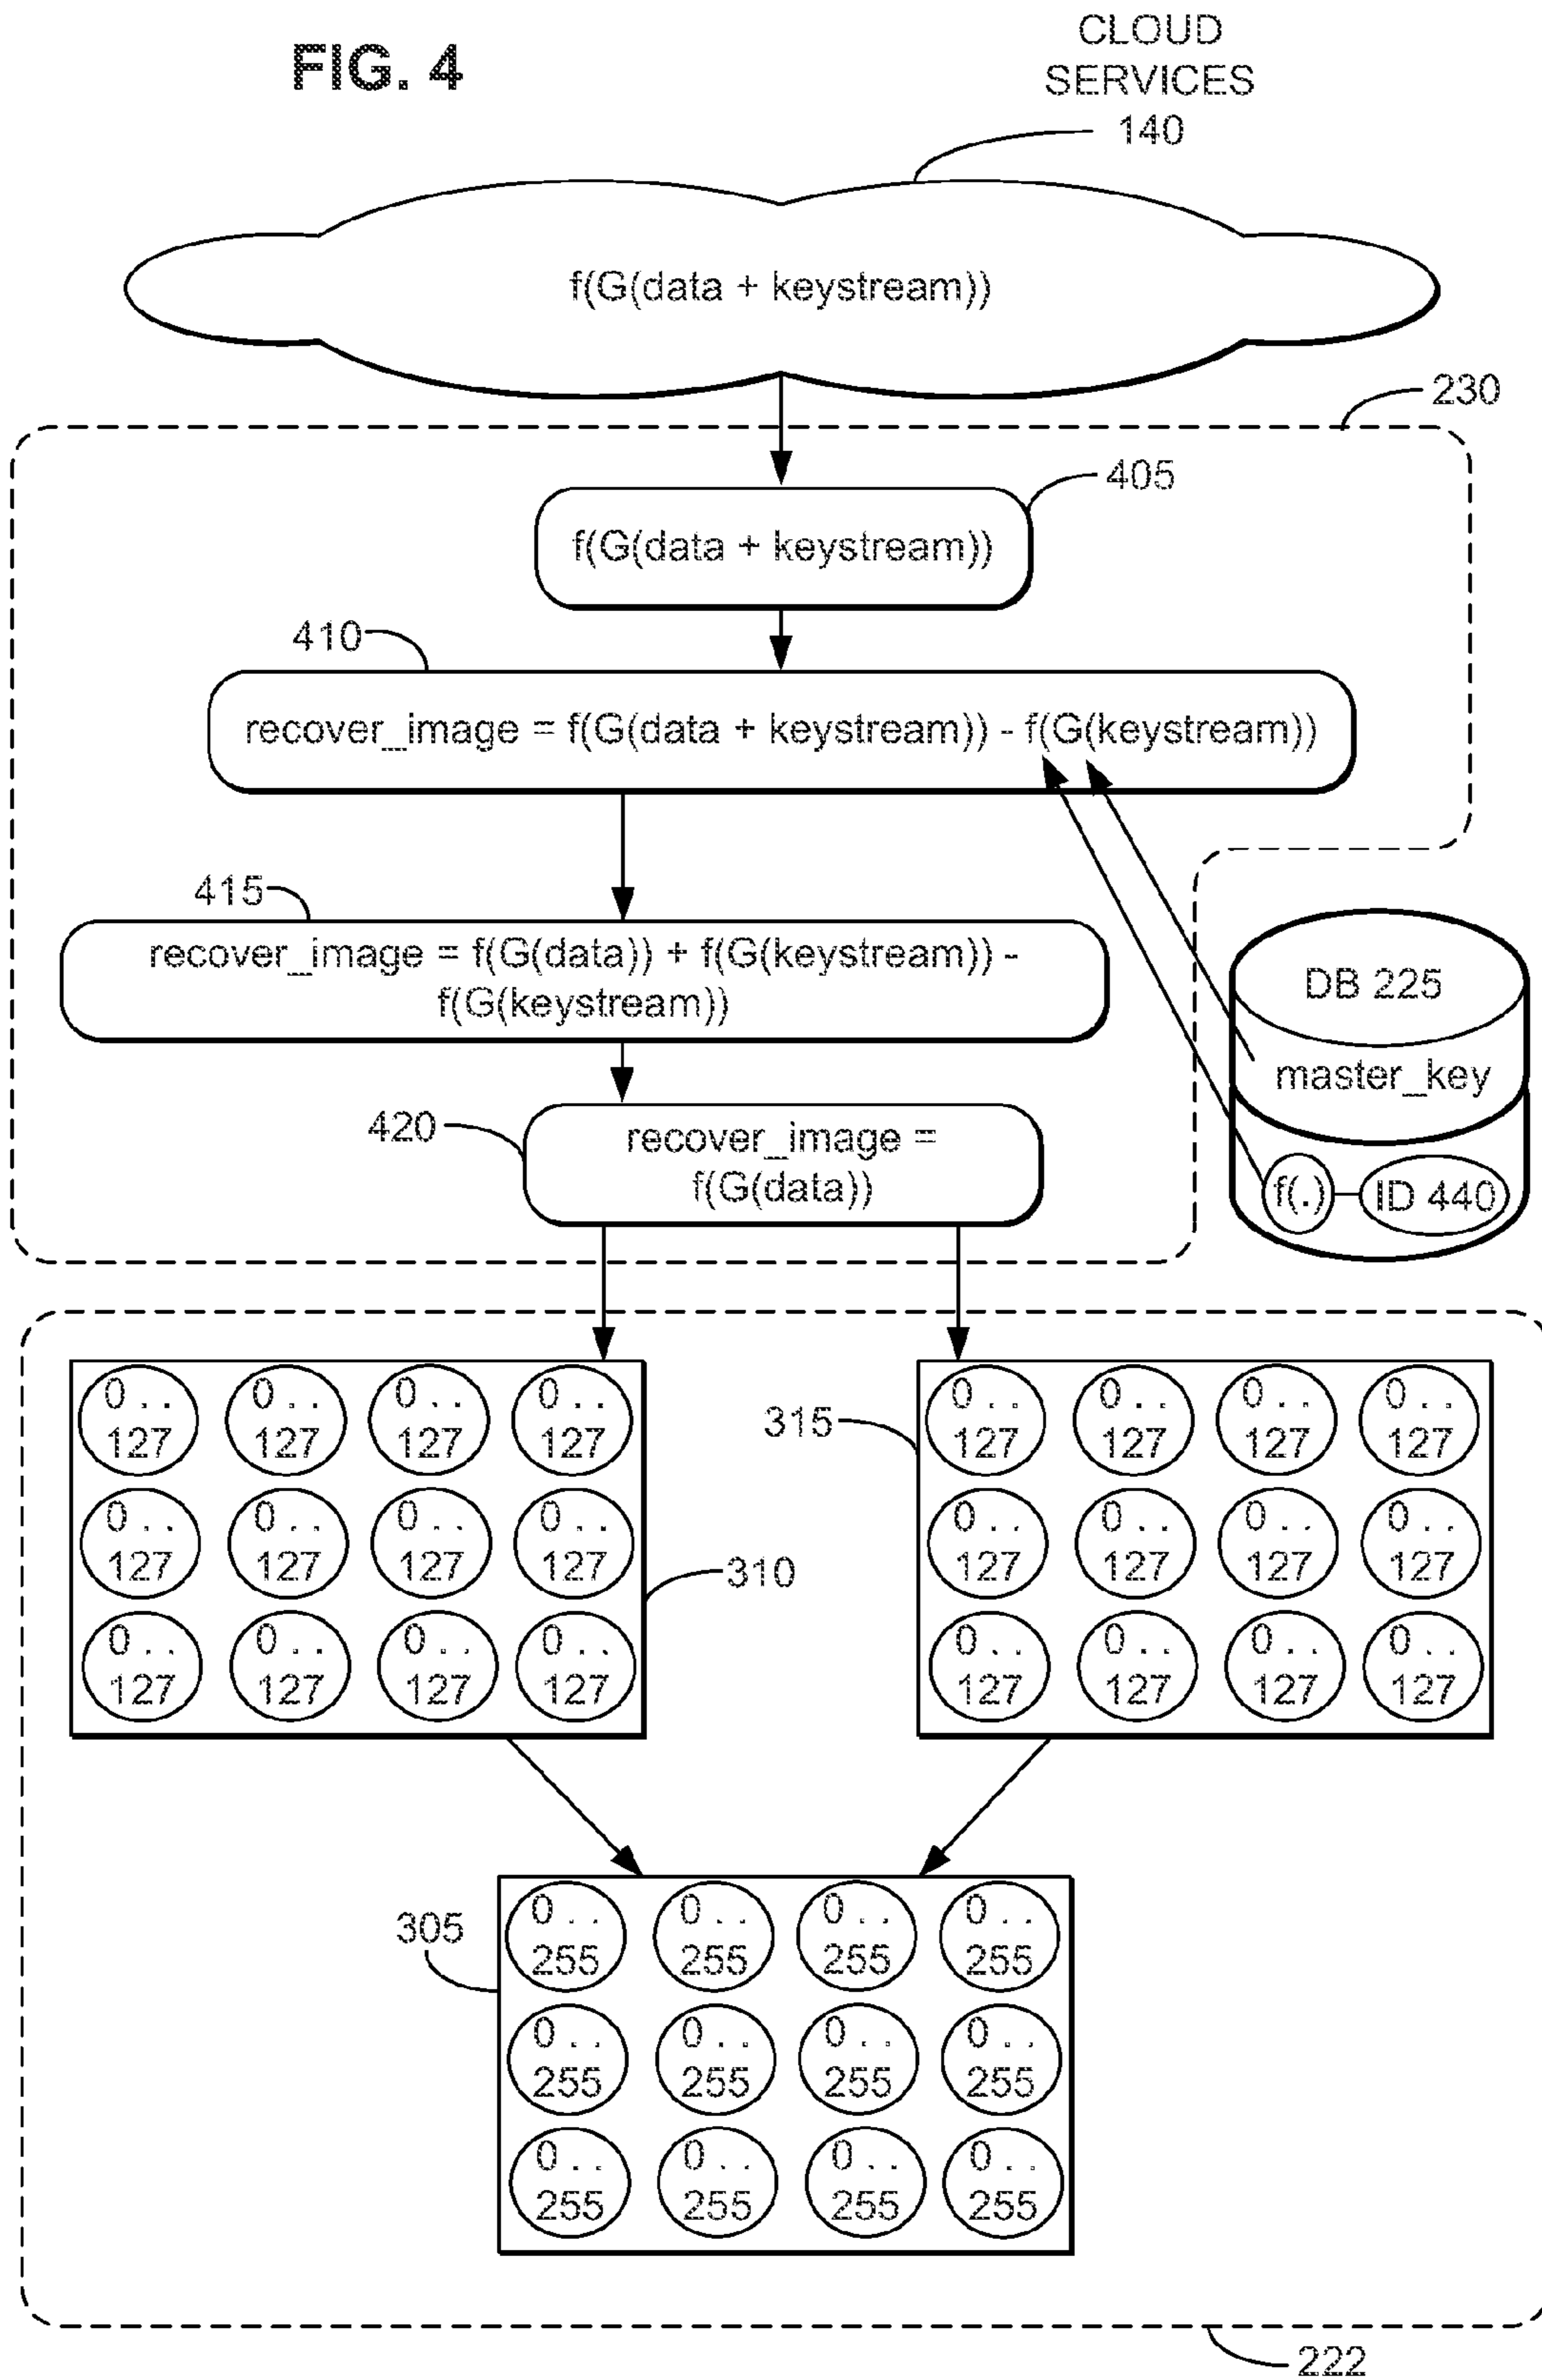 FIG. 4
CLOUD
SERVICES
140
f(G(data + keystream))
230
405
f(G(data + keystream))
410
recover_image = f(G(data + keystream)) - f(G(keystream))
415
recover_image = f(G(data)) + f(G(keystream)) -
f(G(keystream))
DB 225
master_key
f(.)
ID 440
420
recover_image =
f(G(data))
0 . . 0 . . 0 . . 0 . .
127 127 127 127
0 . . 0 . . 0 . . 0 . .
127 127 127 127
0 . . 0 . . 0 . . 0 . .
127 127 127 127
310
315
0 . . 0 . . 0 . . 0 . .
127 127 127 127
0 . . 0 . . 0 . . 0 . .
127 127 127 127
0 . . 0 . . 0 . . 0 . .
127 127 127 127
305
0 . . 0 . . 0 . . 0 . .
255 255 255 255
0 . . 0 . . 0 . . 0 . .
255 255 255 255
0 . . 0 . . 0 . . 0 . .
255 255 255 255
222